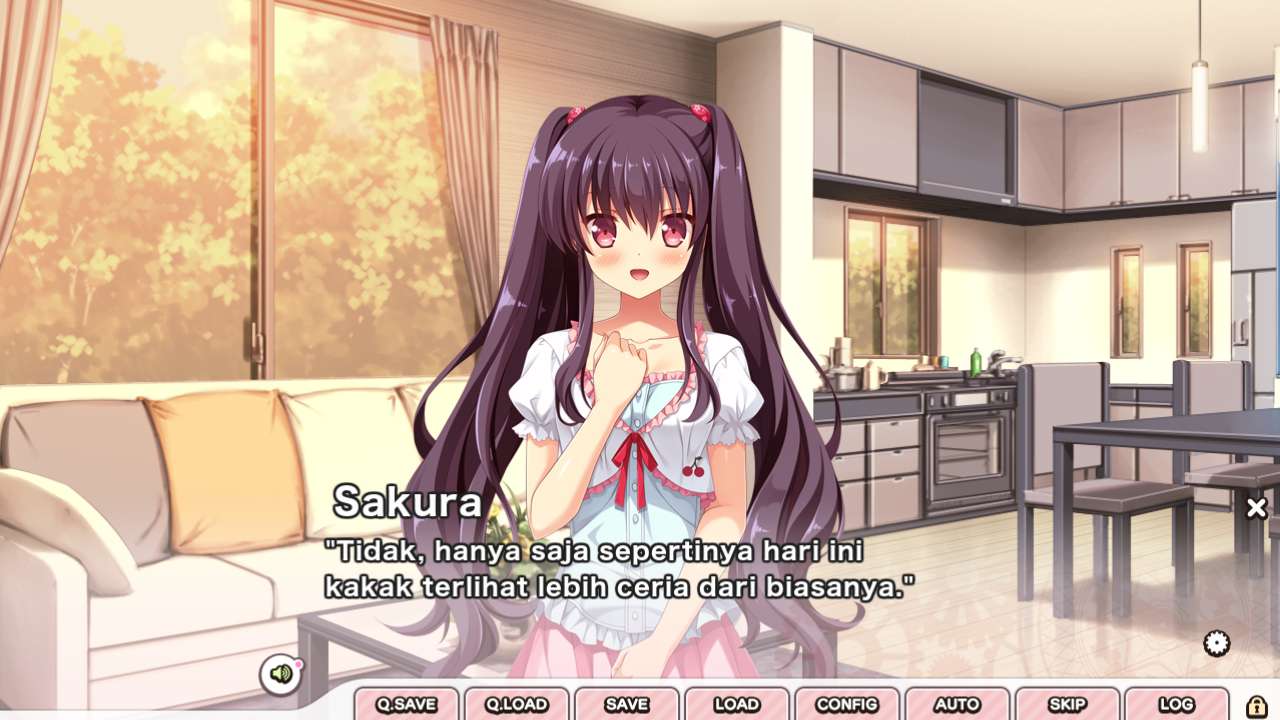 Sakura
"Tidak, hanya saja sepertinya hari ini
kakak terlihat lebih ceria dari biasanya."
Q.SAVE Q.LOAD SAVE LOAD CONFIG AUTO SKIP LOG